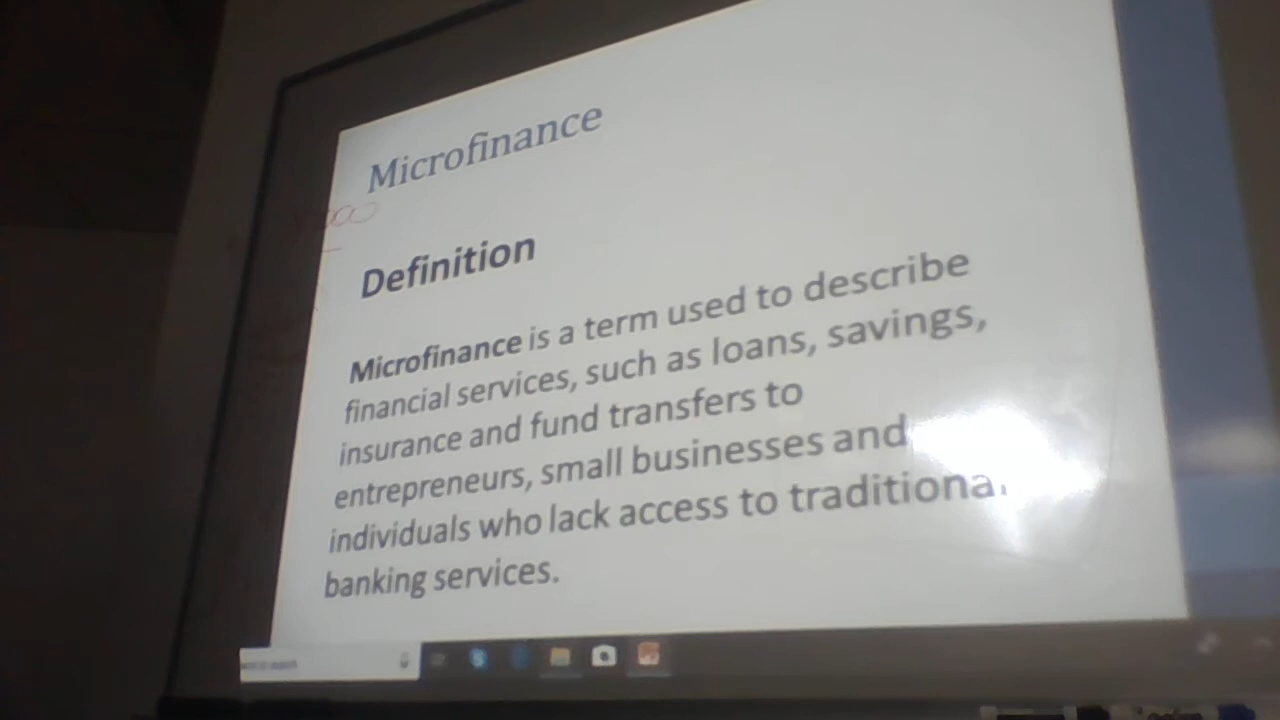 Microfinance
Definition
Microfinance is a term used to describe
financial services, such as loans, savings,
insurance and fund transfers to
entrepreneurs, small businesses and
individuals who lack access to traditional
banking services.